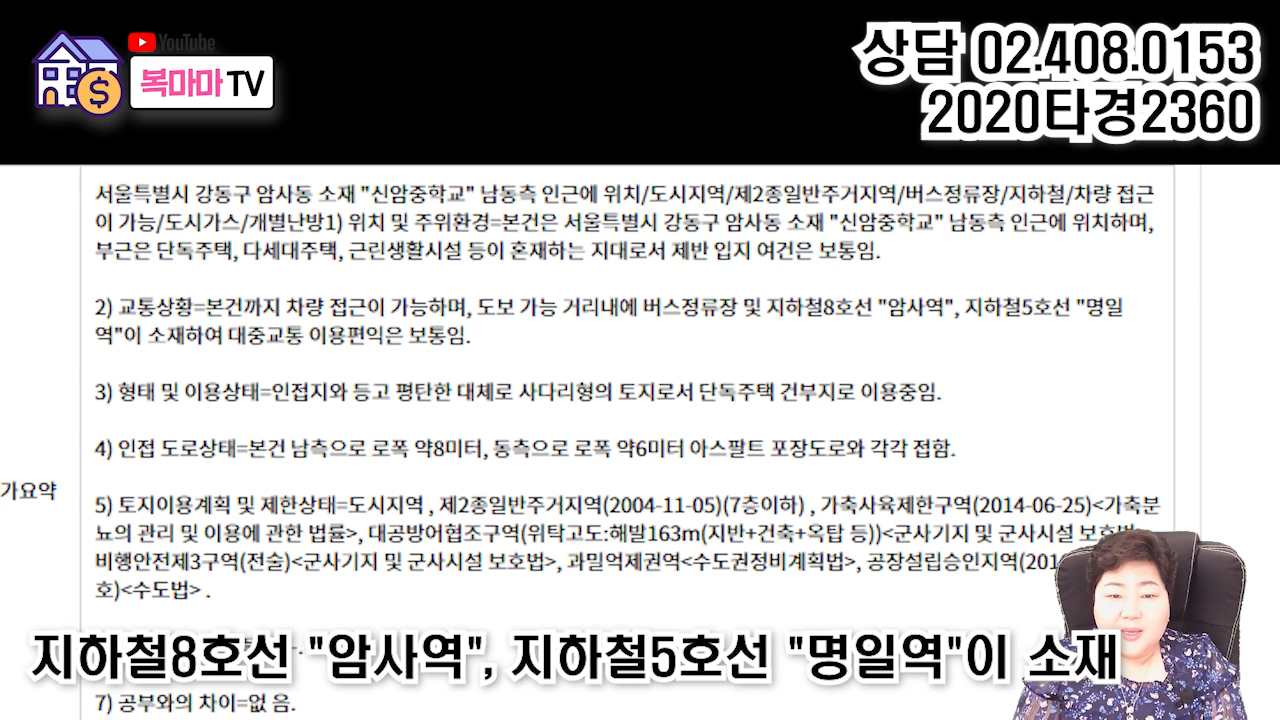 YouTube
복마마 TV
상담 02.408.0153
2020타경2360
서울특별시 강동구 암사동 소재 "신암중학교" 남동측 인근에 위치/도시지역/제2종일반주거지역/버스정류장/지하철/차량 접근
이 가능/도시가스/개별난방1) 위치 및 주위환경=본건은 서울특별시 강동구 암사동 소재 "신암중학교" 남동측 인근에 위치하며,
부근은 단독주택, 다세대주택, 근린생활시설 등이 혼재하는 지대로서 제반 입지 여건은 보통임.
2) 교통상황=본건까지 차량 접근이 가능하며, 도보 가능 거리내에 버스정류장 및 지하철8호선 "암사역", 지하철5호선 "명일
역"이 소재하여 대중교통 이용편익은 보통임.
3) 형태 및 이용상태=인접지와 등고 평탄한 대체로 사다리형의 토지로서 단독주택 건부지로 이용중임.
4) 인접 도로상태=본건 남측으로 로폭 약8미터, 동측으로 로폭 약6미터 아스팔트 포장도로와 각각 접함.
가요약
5) 토지이용계획 및 제한상태=도시지역 , 제2종일반주거지역(2004-11-05)(7층이하) , 가축사육제한구역(2014-06-25)<가축분
뇨의 관리 및 이용에 관한 법률>, 대공방어협조구역(위탁고도:해발163m(지반+건축+옥탑 등))<군사기지 및 군사시설 보호법>,
비행안전제3구역(전술)<군사기지 및 군사시설 보호법>, 과밀억제권역<수도권정비계획법>, 공장설립승인지역(201
호)<수도법> .
지하철8호선 "암사역", 지하철5호선 "명일역"이 소재
7) 공부와의 차이=없 음.